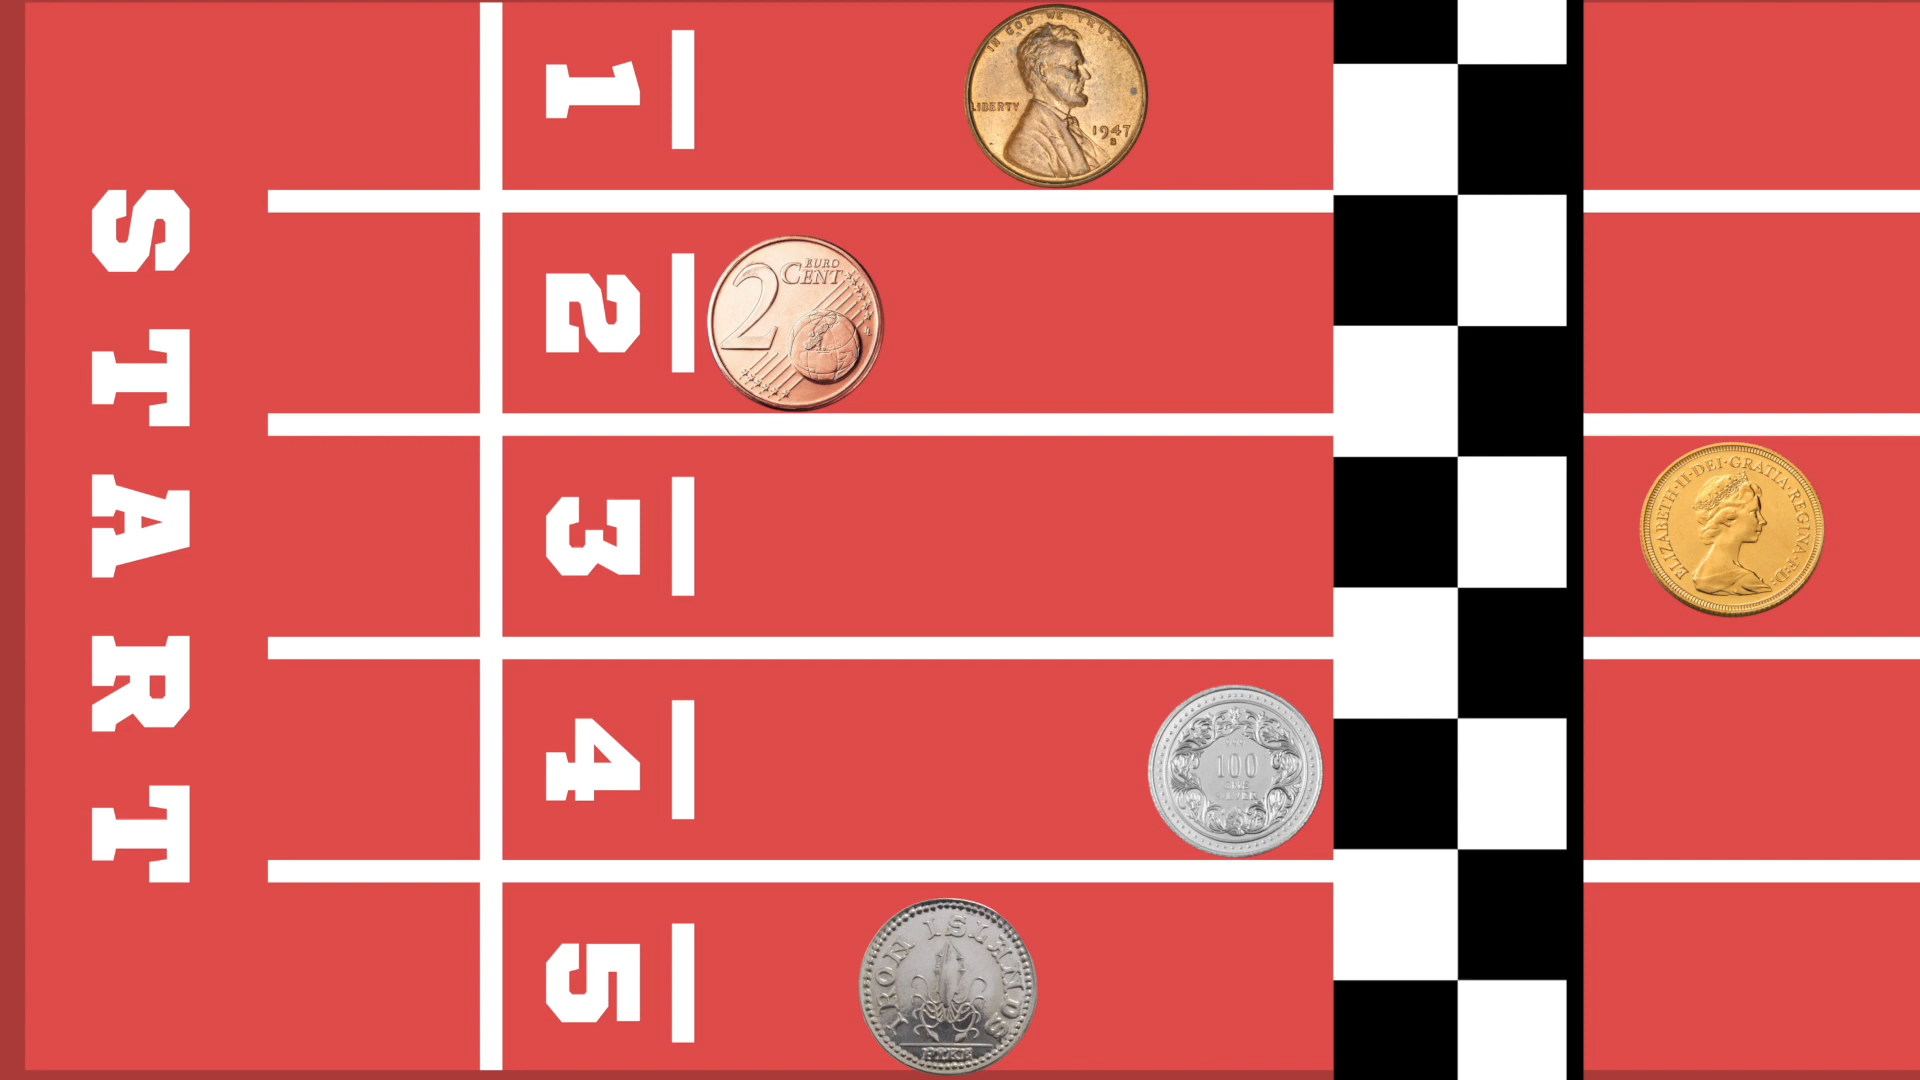 START
1
IN GOD WE TRUST
LIBERTY
1947
S
2
2
EURO
CENT
3
ELIZABETH·II·DEI·GRATIA·REGINA·F:D:
4
100
5
IRON ISLANDS
PYKE